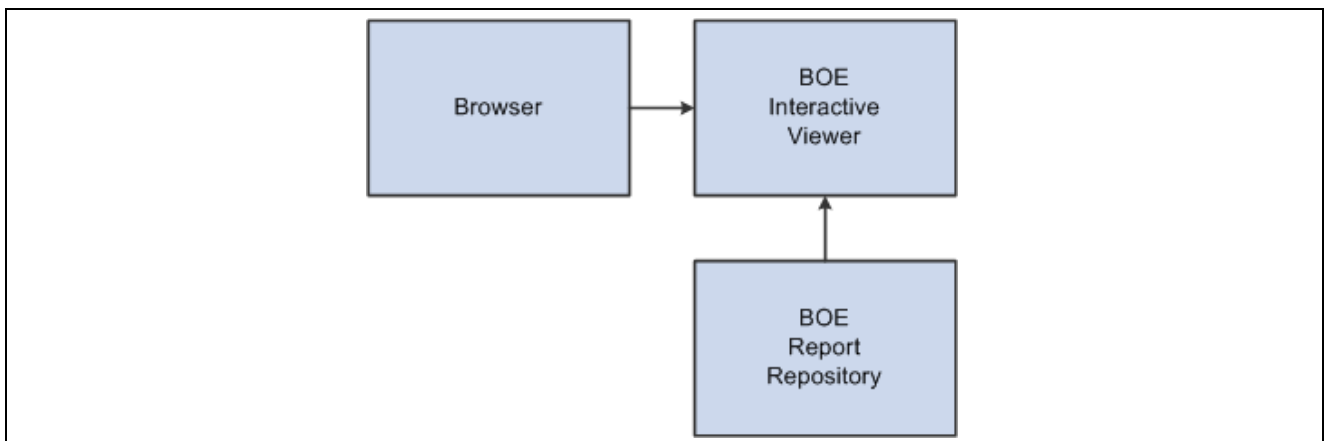 Browser
BOE
Interactive
Viewer
BOE
Report
Repository